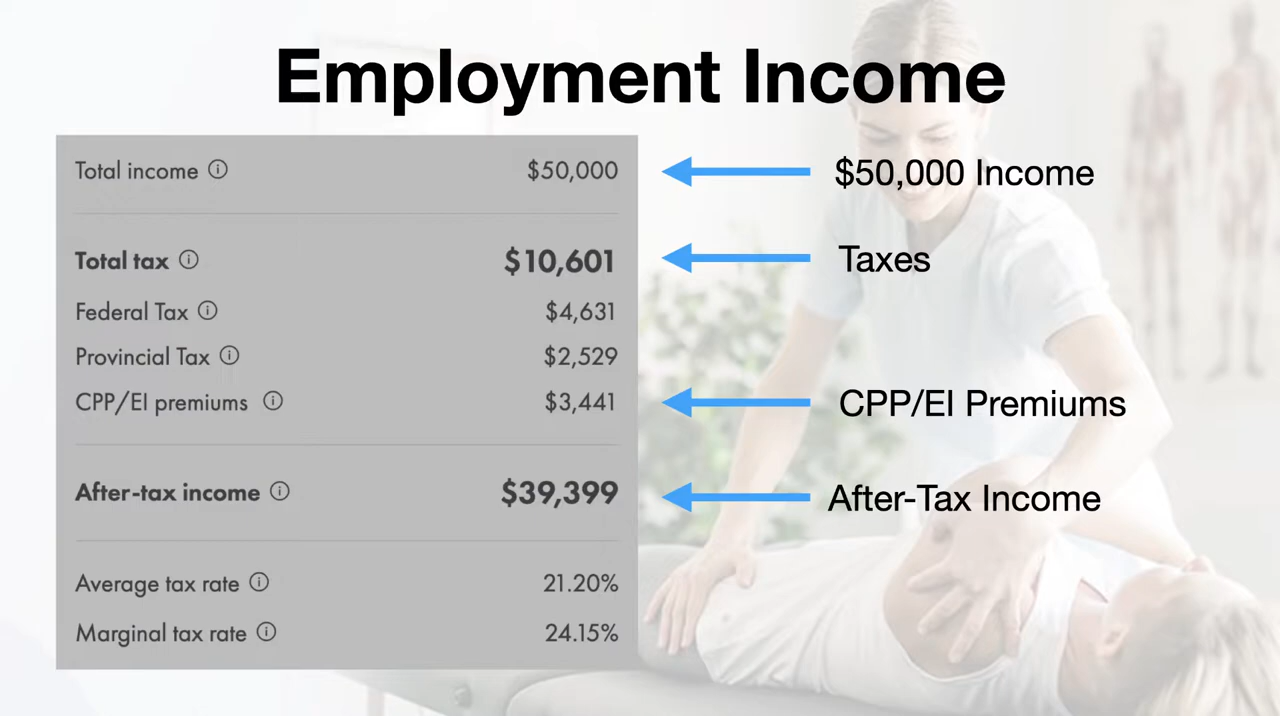 Employment Income
Total income ⓘ $50,000
$50,000 Income
Total tax ⓘ $10,601
Taxes
Federal Tax ⓘ $4,631
Provincial Tax ⓘ $2,529
CPP/EI premiums ⓘ $3,441
CPP/EI Premiums
After-tax income ⓘ $39,399
After-Tax Income
Average tax rate ⓘ 21.20%
Marginal tax rate ⓘ 24.15%